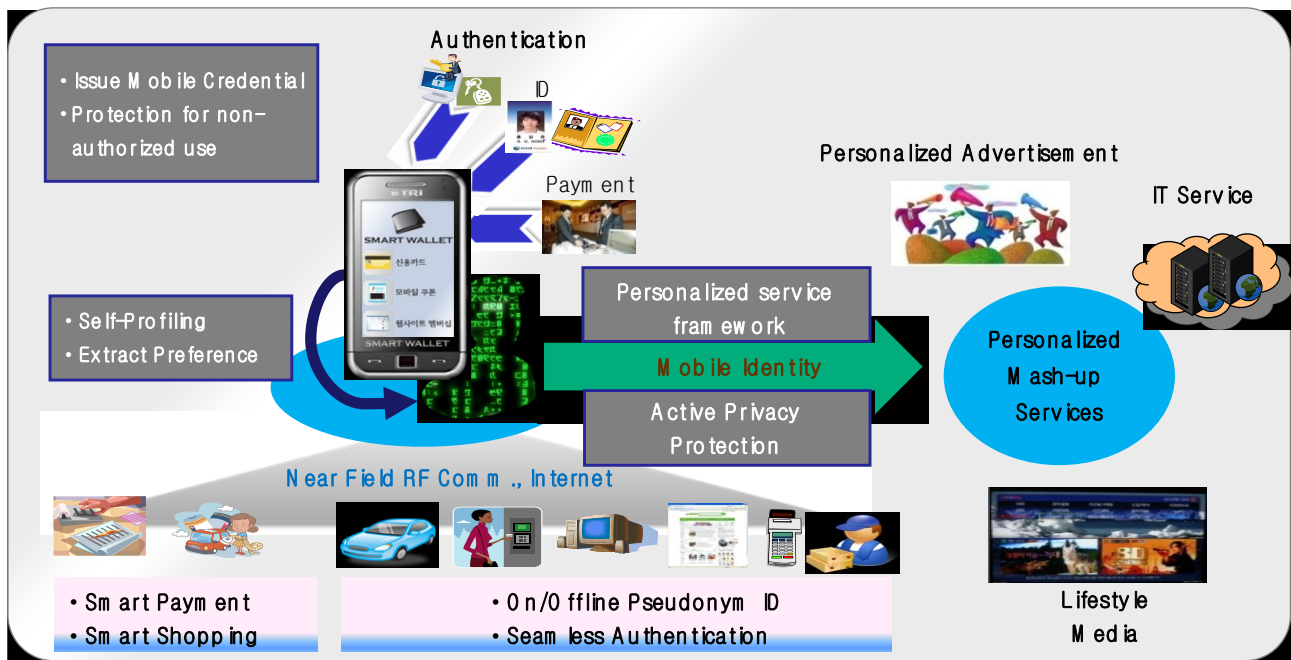 Authentication
• Issue Mobile Credential
• Protection for non-
authorized use
ID
Payment
Personalized Advertisement
IT Service
ETRI
SMART WALLET
신용카드
모바일 쿠폰
웹사이트 멤버십
SMART WALLET
• Self-Profiling
• Extract Preference
Personalized service
framework
Mobile Identity
Active Privacy
Protection
Personalized
Mash-up
Services
Near Field RF Comm., Internet
• Smart Payment
• Smart Shopping
• On/Offline Pseudonym ID
• Seamless Authentication
Lifestyle
Media